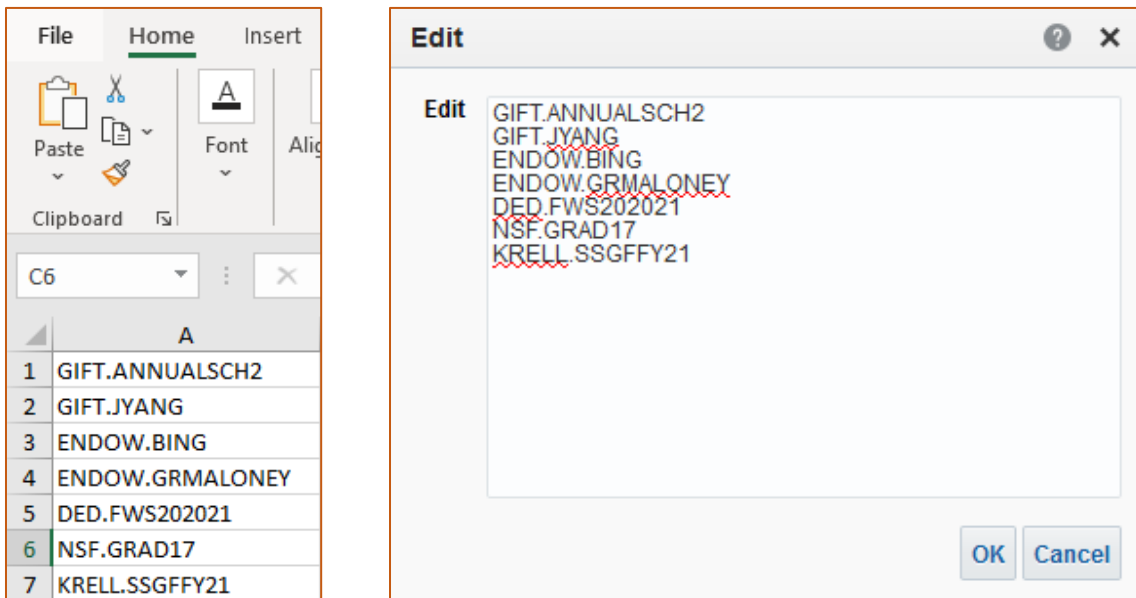 File Home Insert
A
Paste
Font
Alig
Clipboard
C6
A
1 GIFT.ANNUALSCH2
2 GIFT.JYANG
3 ENDOW.BING
4 ENDOW.GRMALONEY
5 DED.FWS202021
6 NSF.GRAD17
7 KRELL.SSGFFY21
Edit
Edit
GIFT.ANNUALSCH2
GIFT.JYANG
ENDOW.BING
ENDOW.GRMALONEY
DED.FWS202021
NSF.GRAD17
KRELL.SSGFFY21
OK Cancel